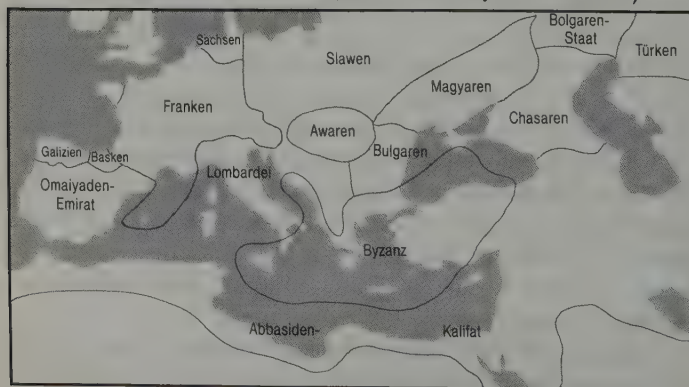 Bolgaren-
Staat
Türken
Sachsen
Slawen
Magyaren
Franken
Chasaren
Awaren
Bulgaren
Galizien
Basken
Lombardei
Omaiyaden-
Emirat
Byzanz
Abbasiden-
Kalifat